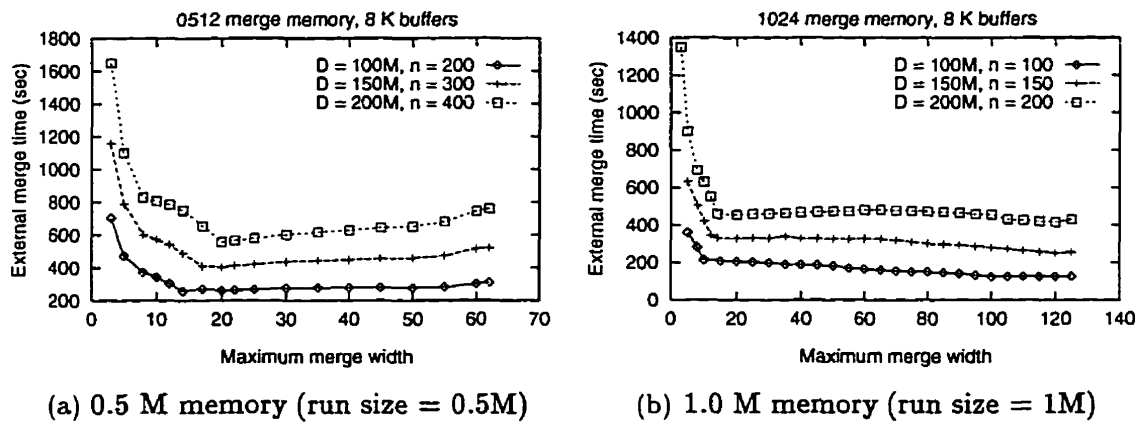 0512 merge memory, 8 K buffers
1800
1600
1400
1200
1000
800
600
400
200
External merge time (sec)
D = 100M, n = 200
D = 150M, n = 300
D = 200M, n = 400
0 10 20 30 40 50 60 70
Maximum merge width
(a) 0.5 M memory (run size = 0.5M)
1024 merge memory, 8 K buffers
1400
1200
1000
800
600
400
200
0
External merge time (sec)
D = 100M, n = 100
D = 150M, n = 150
D = 200M, n = 200
0 20 40 60 80 100 120 140
Maximum merge width
(b) 1.0 M memory (run size = 1M)